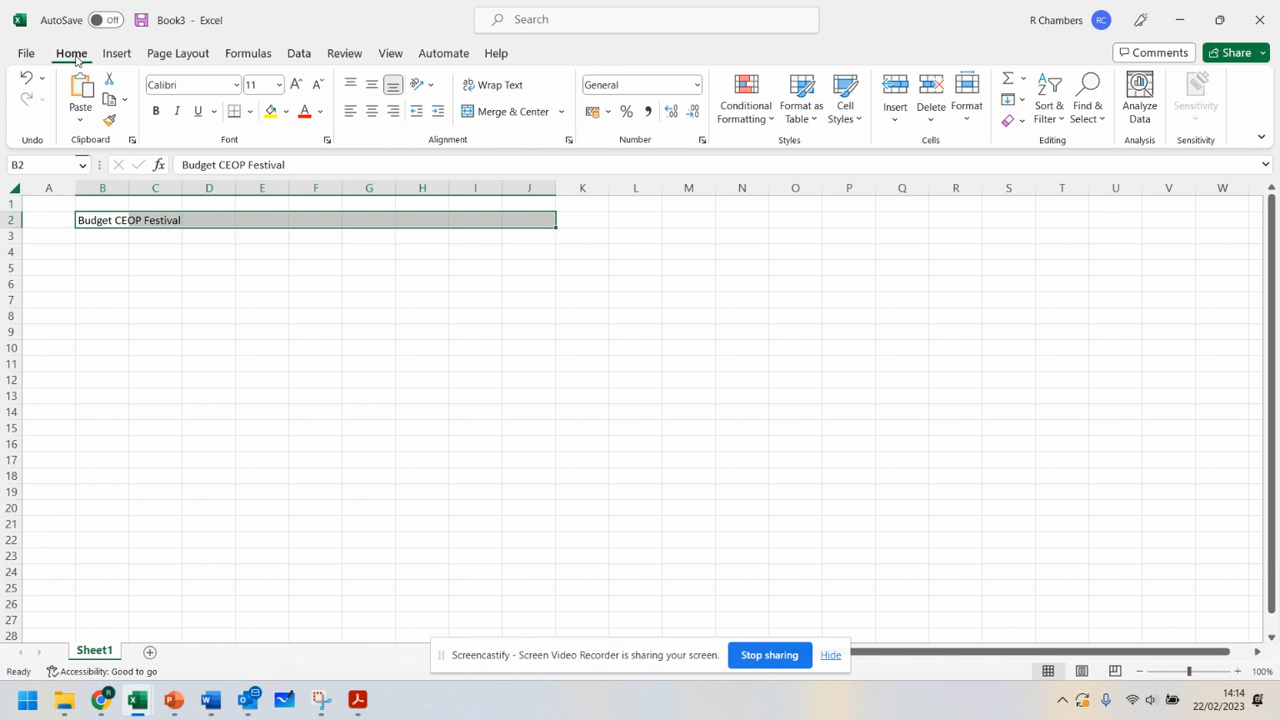 AutoSave Off Book3 - Excel Search R Chambers RC
File Home Insert Page Layout Formulas Data Review View Automate Help Comments Share
Paste Calibri 11 Wrap Text General Conditional Formatting Format as Table Cell Styles Insert Delete Format Sort & Filter Find & Select Analyze Data Sensitivity
B I U A Merge & Center % 
Undo Clipboard Font Alignment Number Styles Cells Editing Analysis Sensitivity
B2 fx Budget CEOP Festival
A B C D E F G H I J K L M N O P Q R S T U V W
1
2 Budget CEOP Festival
3
4
5
6
7
8
9
10
11
12
13
14
15
16
17
18
19
20
21
22
23
24
25
26
27
28
Sheet1
Screencastify - Screen Video Recorder is sharing your screen. Stop sharing Hide
Ready Accessibility: Good to go 100%
14:14
22/02/2023